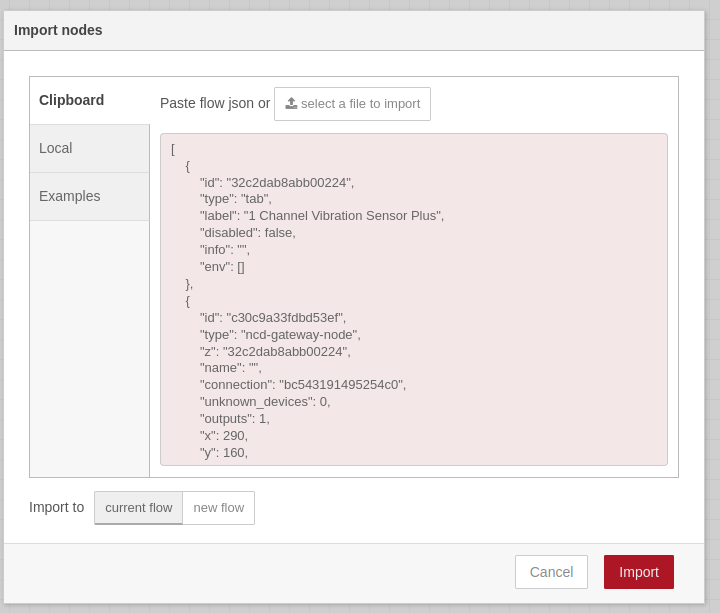 Import nodes
Clipboard
Local
Examples
Paste flow json or select a file to import
[
{
"id": "32c2dab8abb00224",
"type": "tab",
"label": "1 Channel Vibration Sensor Plus",
"disabled": false,
"info": "",
"env": []
},
{
"id": "c30c9a33fdbd53ef",
"type": "ncd-gateway-node",
"z": "32c2dab8abb00224",
"name": "",
"connection": "bc543191495254c0",
"unknown_devices": 0,
"outputs": 1,
"x": 290,
"y": 160,
Import to current flow new flow
Cancel Import